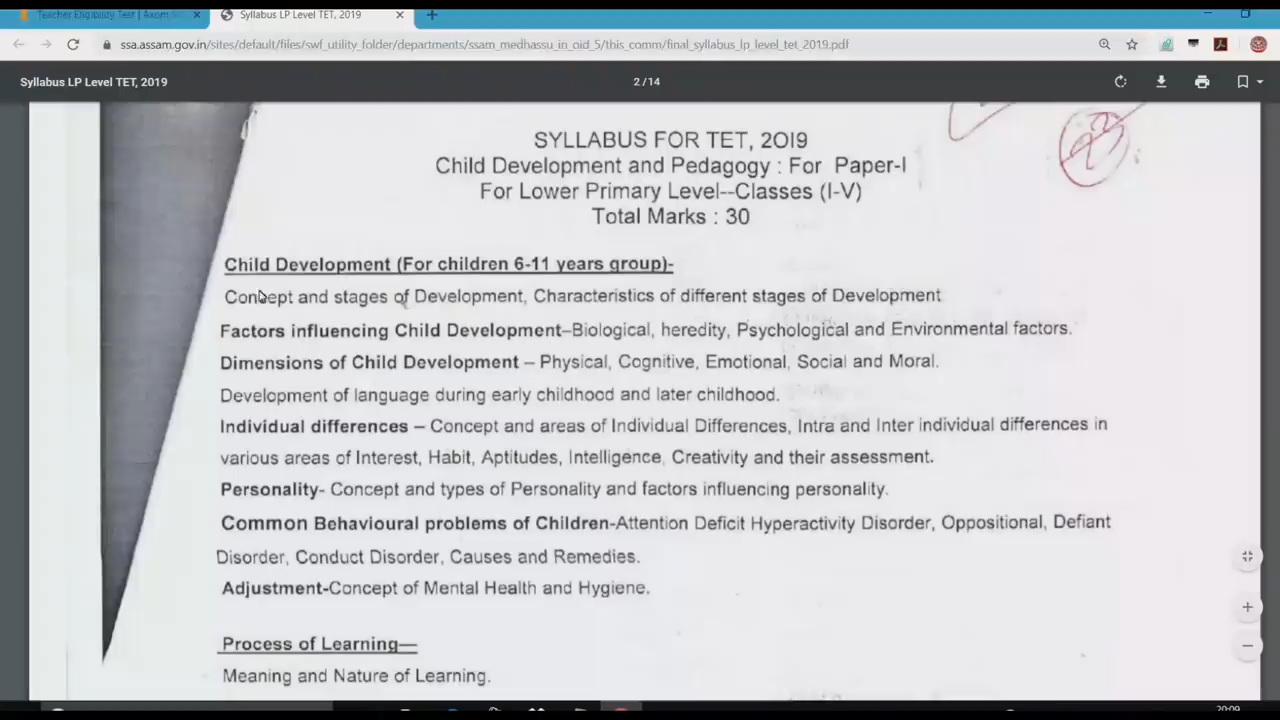 Teacher Eligibility Test | Axom
Syllabus LP Level TET, 2019
ssa.assam.gov.in/sites/default/files/swf_utility_folder/departments/ssam_medhassu_in_oid_5/this_comm/final_syllabus_lp_level_tet_2019.pdf
Syllabus LP Level TET, 2019
2/14
SYLLABUS FOR TET, 2OI9
Child Development and Pedagogy : For Paper-I
For Lower Primary Level--Classes (I-V)
Total Marks : 30
Child Development (For children 6-11 years group)-
Concept and stages of Development, Characteristics of different stages of Development
Factors influencing Child Development–Biological, heredity, Psychological and Environmental factors.
Dimensions of Child Development – Physical, Cognitive, Emotional, Social and Moral.
Development of language during early childhood and later childhood.
Individual differences – Concept and areas of Individual Differences, Intra and Inter individual differences in
various areas of Interest, Habit, Aptitudes, Intelligence, Creativity and their assessment.
Personality- Concept and types of Personality and factors influencing personality.
Common Behavioural problems of Children-Attention Deficit Hyperactivity Disorder, Oppositional, Defiant
Disorder, Conduct Disorder, Causes and Remedies.
Adjustment-Concept of Mental Health and Hygiene.
Process of Learning—
Meaning and Nature of Learning.
20:09